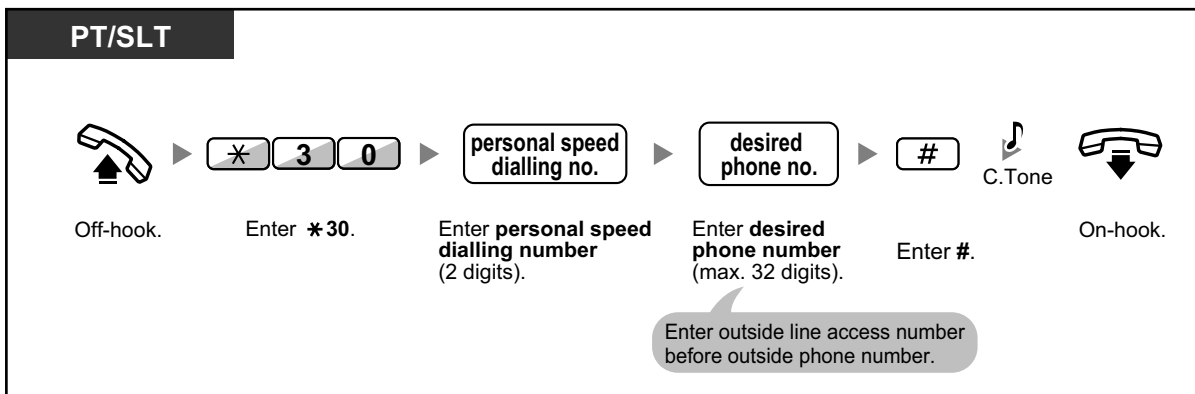 PT/SLT
✳ 3 0
personal speed
dialling no.
desired
phone no.
#
C.Tone
Off-hook.
Enter ✳30.
Enter personal speed
dialling number
(2 digits).
Enter desired
phone number
(max. 32 digits).
Enter #.
On-hook.
Enter outside line access number
before outside phone number.